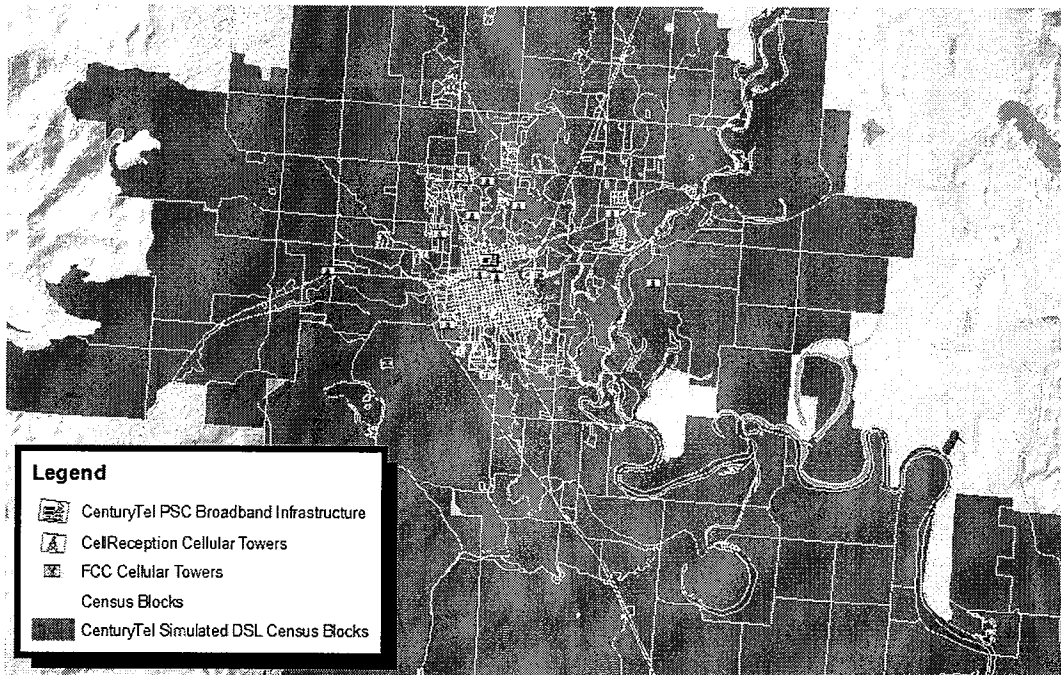 Legend
CenturyTel PSC Broadband Infrastructure
CellReception Cellular Towers
FCC Cellular Towers
Census Blocks
CenturyTel Simulated DSL Census Blocks